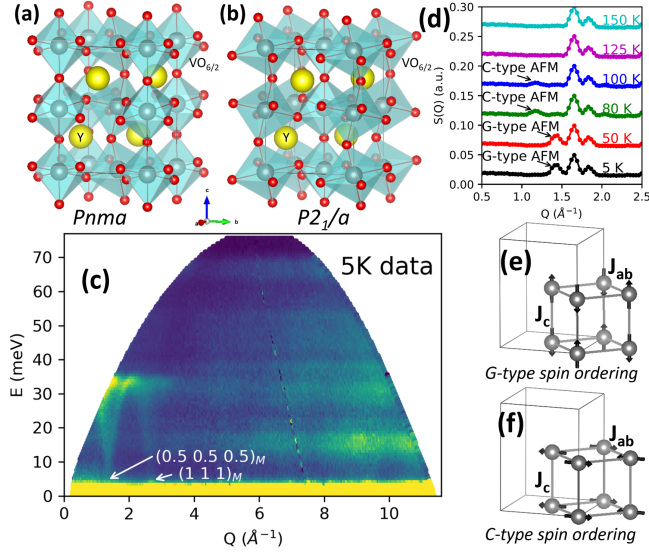 (a)
VO6/2
Y
Pnma
(b)
VO6/2
Y
P21/a
a
b
c
(d)
S(Q) (a.u.)
0.30
0.25
0.20
0.15
0.10
0.05
0.00
150 K
125 K
C-type AFM
100 K
C-type AFM
80 K
G-type AFM
50 K
G-type AFM
5 K
0.5 1.0 1.5 2.0 2.5
Q (Å⁻¹)
(c)
5K data
E (meV)
70
60
50
40
30
20
10
0
(0.5 0.5 0.5)M
(1 1 1)M
0 2 4 6 8 10
Q (Å⁻¹)
(e)
Jab
Jc
G-type spin ordering
(f)
Jab
Jc
C-type spin ordering